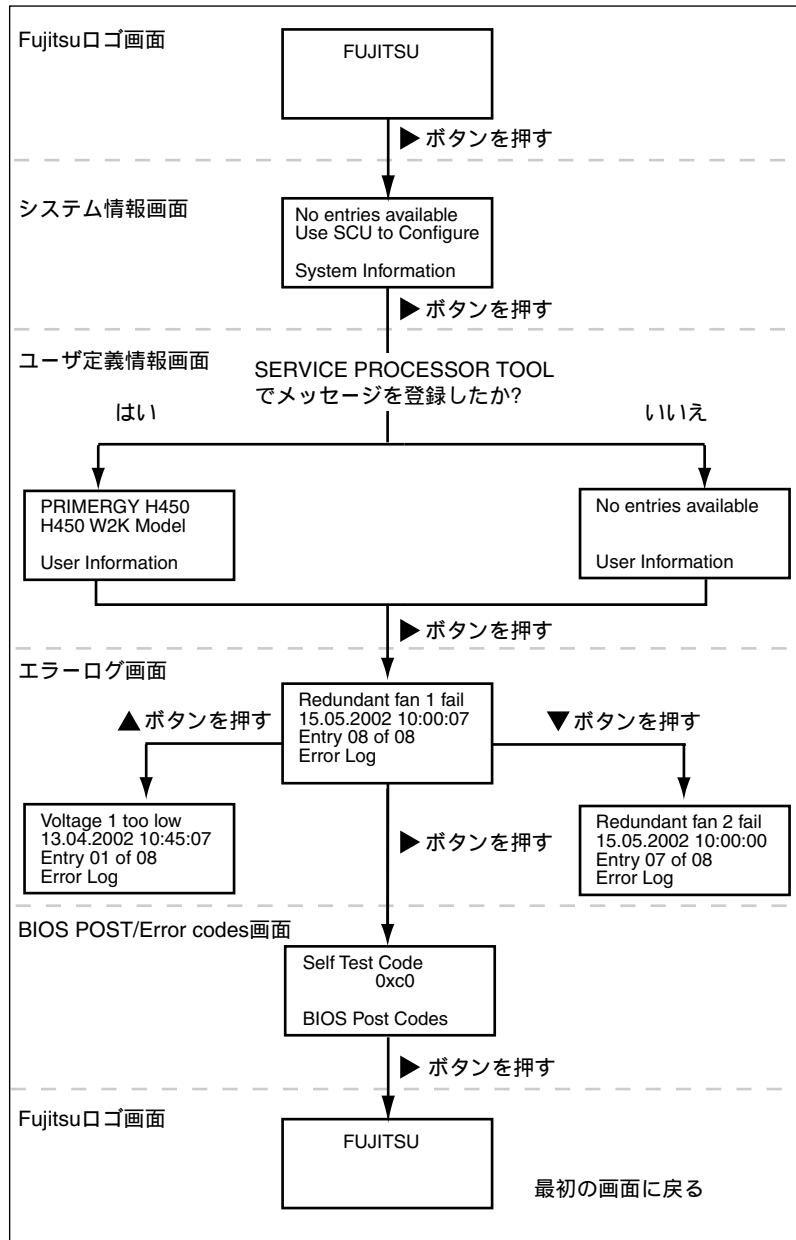 Fujitsuロゴ画面
FUJITSU
▶ ボタンを押す
システム情報画面
No entries available
Use SCU to Configure
System Information
▶ ボタンを押す
ユーザ定義情報画面
SERVICE PROCESSOR TOOL
でメッセージを登録したか?
はい
いいえ
PRIMERGY H450
H450 W2K Model
User Information
No entries available
User Information
▶ ボタンを押す
エラーログ画面
Redundant fan 1 fail
15.05.2002 10:00:07
Entry 08 of 08
Error Log
▲ ボタンを押す
▼ ボタンを押す
Voltage 1 too low
13.04.2002 10:45:07
Entry 01 of 08
Error Log
▶ ボタンを押す
Redundant fan 2 fail
15.05.2002 10:00:00
Entry 07 of 08
Error Log
BIOS POST/Error codes画面
Self Test Code
0xc0
BIOS Post Codes
▶ ボタンを押す
Fujitsuロゴ画面
FUJITSU
最初の画面に戻る